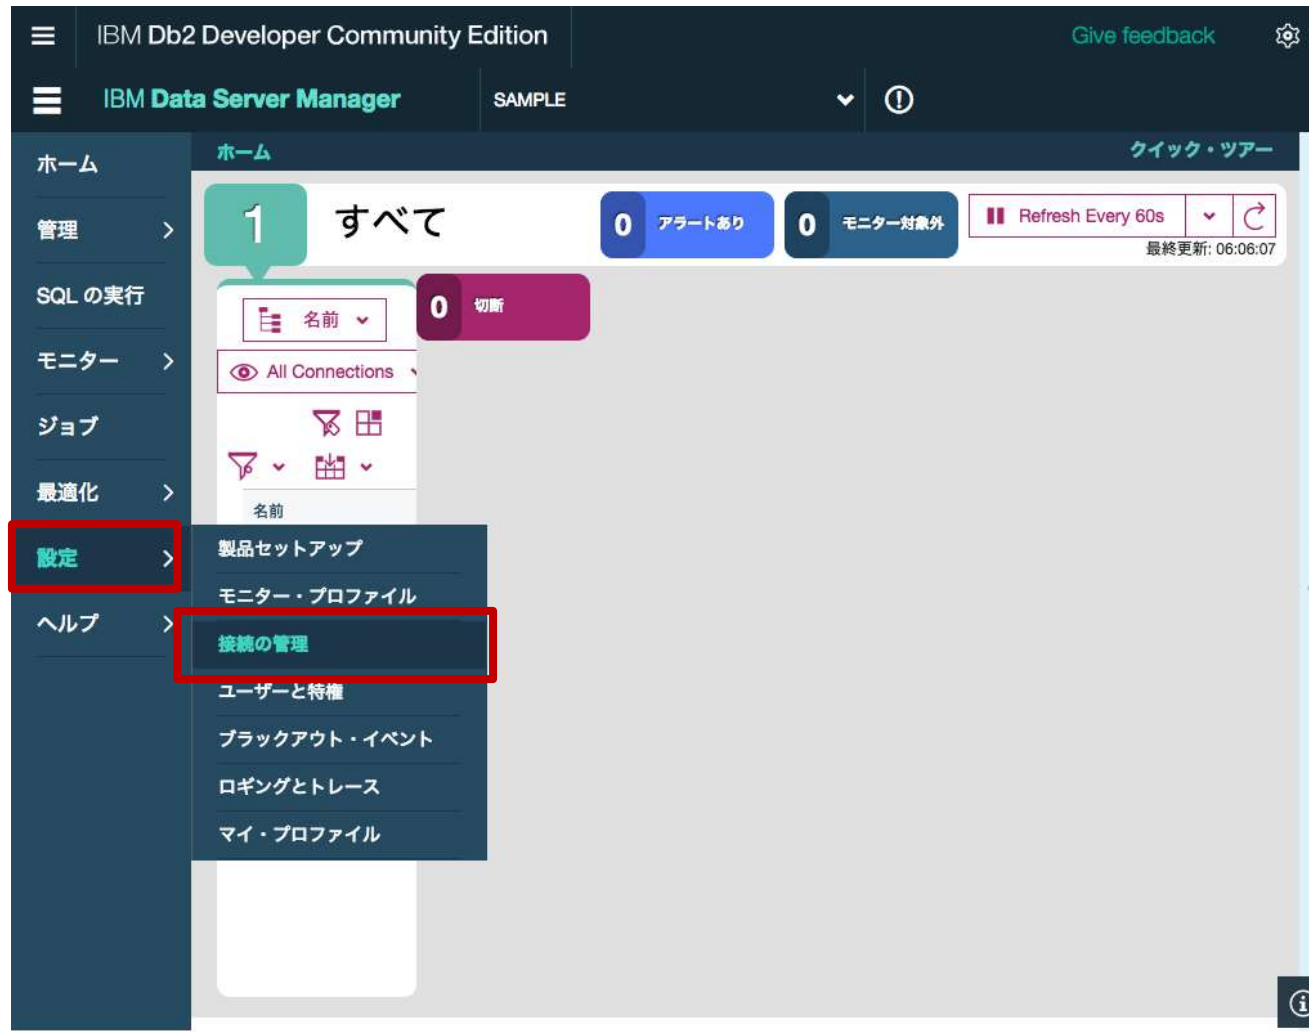 IBM Db2 Developer Community Edition
Give feedback
IBM Data Server Manager
SAMPLE
ホーム
管理
SQL の実行
モニター
ジョブ
最適化
設定
ヘルプ
ホーム
クイック・ツアー
1 すべて
0 アラートあり
0 モニター対象外
Refresh Every 60s
最終更新: 06:06:07
0 切断
名前
All Connections
名前
製品セットアップ
モニター・プロファイル
接続の管理
ユーザーと特権
ブラックアウト・イベント
ロギングとトレース
マイ・プロファイル